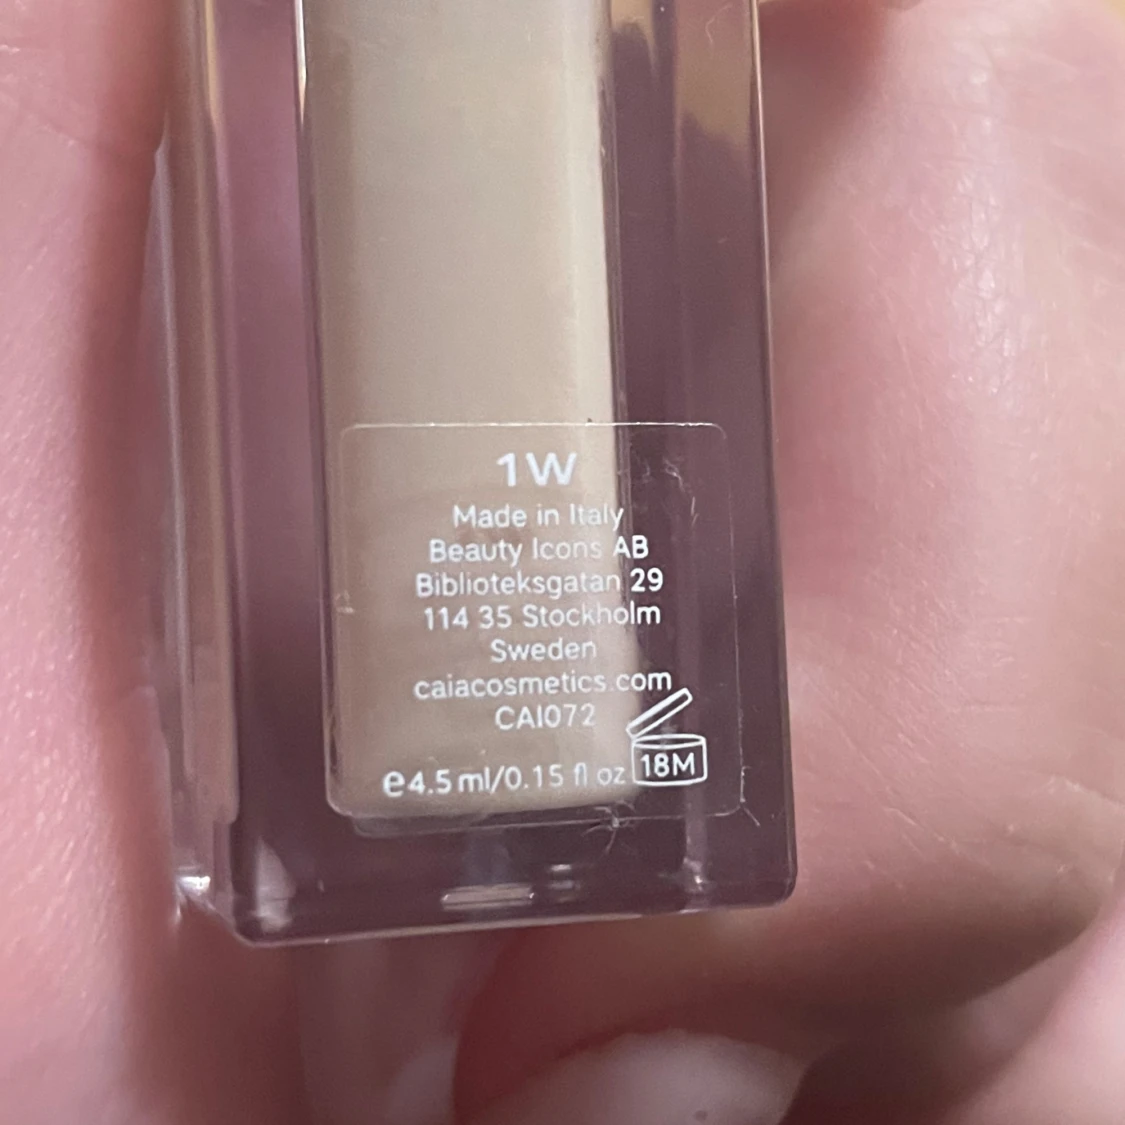 1W
Made in Italy
Beauty Icons AB
Biblioteksgatan 29
114 35 Stockholm
Sweden
caiacosmetics.com
CAI072
e4.5 ml/0.15 fl oz
18M